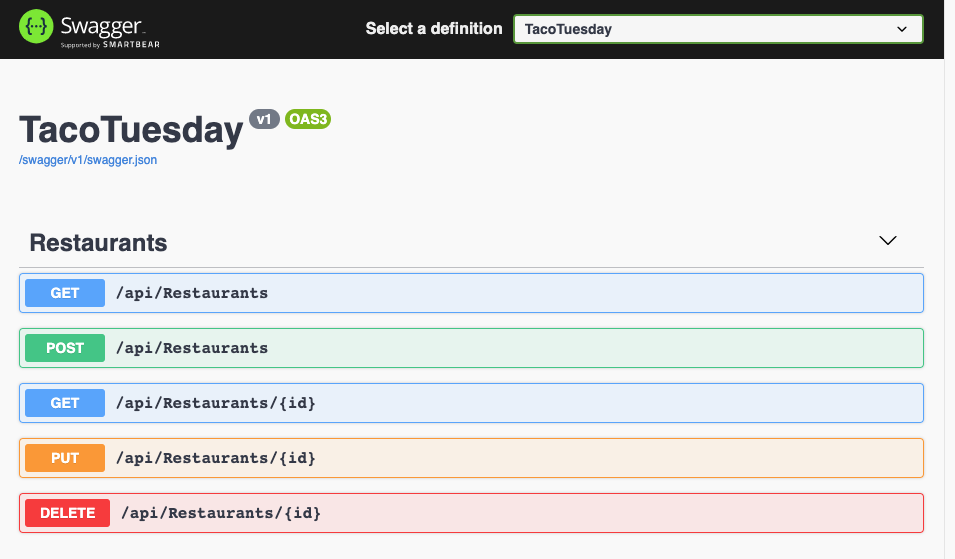 {···} Swagger
Supported by SMARTBEAR
Select a definition
TacoTuesday
TacoTuesday v1 OAS3
/swagger/v1/swagger.json
Restaurants
GET /api/Restaurants
POST /api/Restaurants
GET /api/Restaurants/{id}
PUT /api/Restaurants/{id}
DELETE /api/Restaurants/{id}